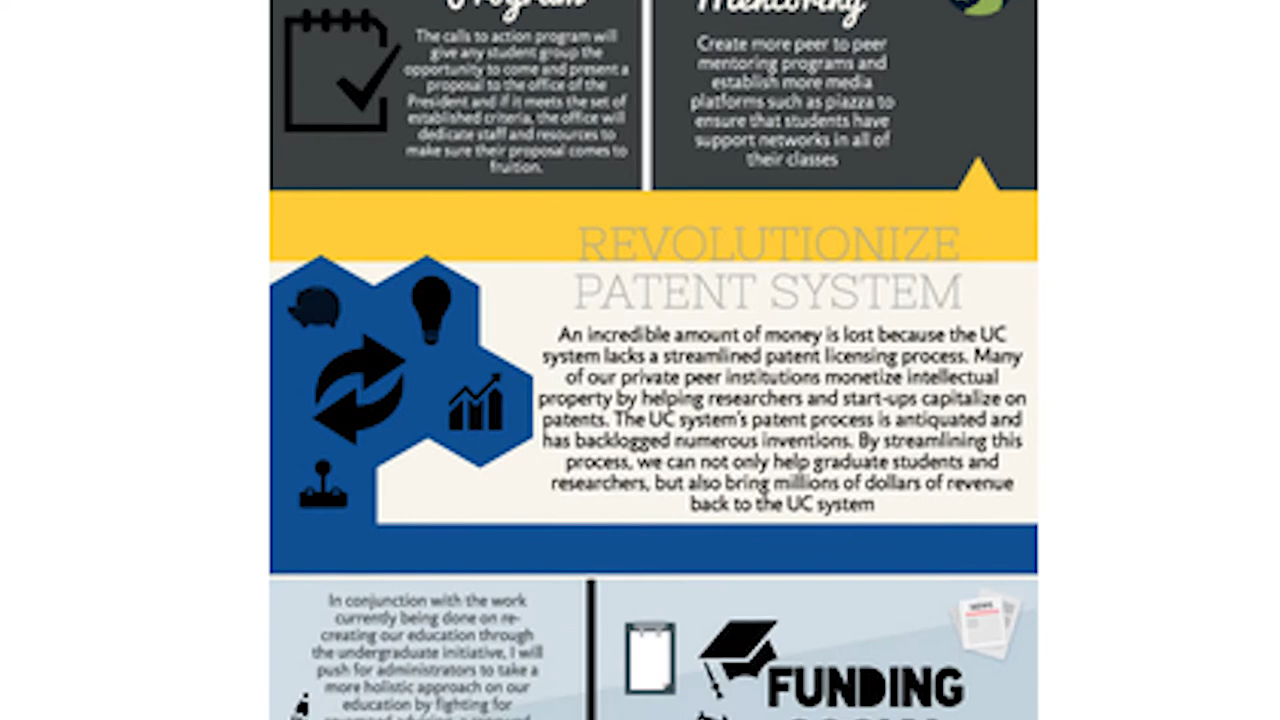 Program
The calls to action program will
give any student group the
opportunity to come and present a
proposal to the office of the
President and if it meets the set of
established criteria, the office will
dedicate staff and resources to
make sure their proposal comes to
fruition.
Mentoring
Create more peer to peer
mentoring programs and
establish more media
platforms such as piazza to
ensure that students have
support networks in all of
their classes
REVOLUTIONIZE
PATENT SYSTEM
An incredible amount of money is lost because the UC
system lacks a streamlined patent licensing process. Many
of our private peer institutions monetize intellectual
property by helping researchers and start-ups capitalize on
patents. The UC system's patent process is antiquated and
has backlogged numerous inventions. By streamlining this
process, we can not only help graduate students and
researchers, but also bring millions of dollars of revenue
back to the UC system
In conjunction with the work
currently being done on re-
creating our education through
the undergraduate initiative, I will
push for administrators to take a
more holistic approach on our
education by fighting for
NEWS
FUNDING